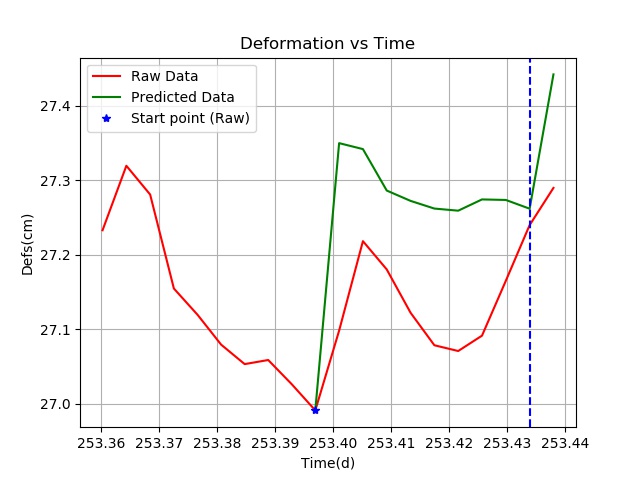 Deformation vs Time
Raw Data
Predicted Data
Start point (Raw)
27.4
27.3
27.2
27.1
27.0
Defs(cm)
253.36 253.37 253.38 253.39 253.40 253.41 253.42 253.43 253.44
Time(d)